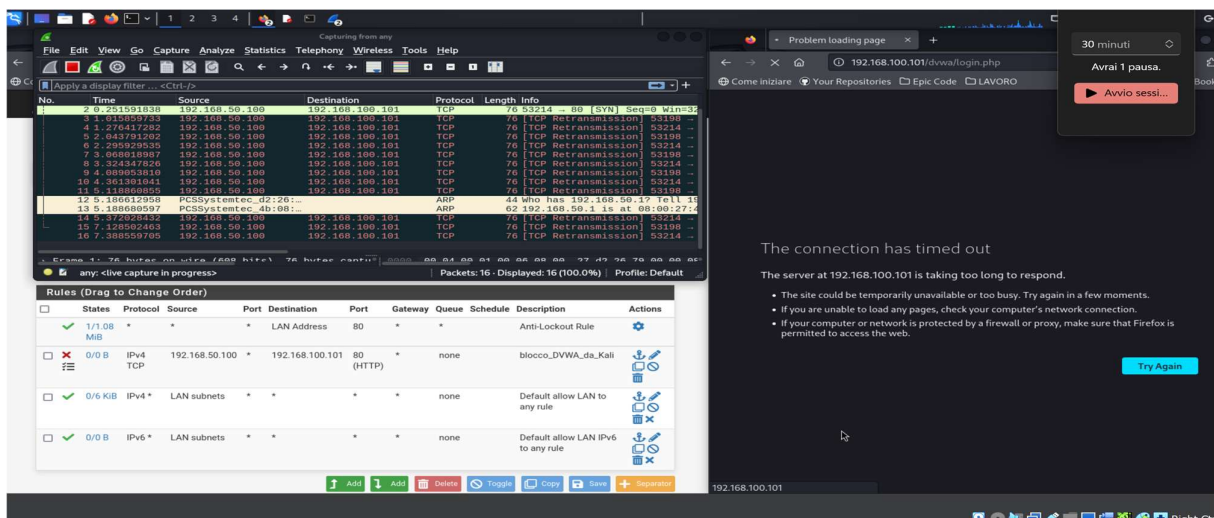 1 2 3 4
Capturing from any
File Edit View Go Capture Analyze Statistics Telephony Wireless Tools Help
Apply a display filter ... <Ctrl-/>
No. Time Source Destination Protocol Length Info
2 0.251591838 192.168.50.100 192.168.100.101 TCP 76 53214 → 80 [SYN] Seq=0 Win=32
3 1.015859733 192.168.50.100 192.168.100.101 TCP 76 [TCP Retransmission] 53198 →
4 1.276417282 192.168.50.100 192.168.100.101 TCP 76 [TCP Retransmission] 53214 →
5 2.043791202 192.168.50.100 192.168.100.101 TCP 76 [TCP Retransmission] 53198 →
6 2.295929535 192.168.50.100 192.168.100.101 TCP 76 [TCP Retransmission] 53214 →
7 3.068018987 192.168.50.100 192.168.100.101 TCP 76 [TCP Retransmission] 53198 →
8 3.324347826 192.168.50.100 192.168.100.101 TCP 76 [TCP Retransmission] 53214 →
9 4.089053810 192.168.50.100 192.168.100.101 TCP 76 [TCP Retransmission] 53198 →
10 4.361301041 192.168.50.100 192.168.100.101 TCP 76 [TCP Retransmission] 53214 →
11 5.118860855 192.168.50.100 192.168.100.101 TCP 76 [TCP Retransmission] 53198 →
12 5.186612958 PCSSystemtec_d2:26:… ARP 44 Who has 192.168.50.1? Tell 19
13 5.188680597 PCSSystemtec_4b:08:… ARP 62 192.168.50.1 is at 08:00:27:4
14 5.372028432 192.168.50.100 192.168.100.101 TCP 76 [TCP Retransmission] 53214 →
15 7.128502463 192.168.50.100 192.168.100.101 TCP 76 [TCP Retransmission] 53198 →
16 7.388559705 192.168.50.100 192.168.100.101 TCP 76 [TCP Retransmission] 53214 →
Frame 1: 76 bytes on wire (608 bits), 76 bytes captu
any: <live capture in progress>
Packets: 16 · Displayed: 16 (100.0%)
Profile: Default
Rules (Drag to Change Order)
States Protocol Source Port Destination Port Gateway Queue Schedule Description Actions
1/1.08 MiB * * * LAN Address 80 * * Anti-Lockout Rule
0/0 B IPv4 TCP 192.168.50.100 * 192.168.100.101 80 (HTTP) * none blocco_DVWA_da_Kali
0/6 KiB IPv4 * LAN subnets * * * * none Default allow LAN to any rule
0/0 B IPv6 * LAN subnets * * * * none Default allow LAN IPv6 to any rule
Add Add Delete Toggle Copy Save Separator
Problem loading page
192.168.100.101/dvwa/login.php
Come iniziare Your Repositories Epic Code LAVORO
30 minuti
Avrai 1 pausa.
Avvio sessi...
The connection has timed out
The server at 192.168.100.101 is taking too long to respond.
• The site could be temporarily unavailable or too busy. Try again in a few moments.
• If you are unable to load any pages, check your computer's network connection.
• If your computer or network is protected by a firewall or proxy, make sure that Firefox is
permitted to access the web.
Try Again
192.168.100.101